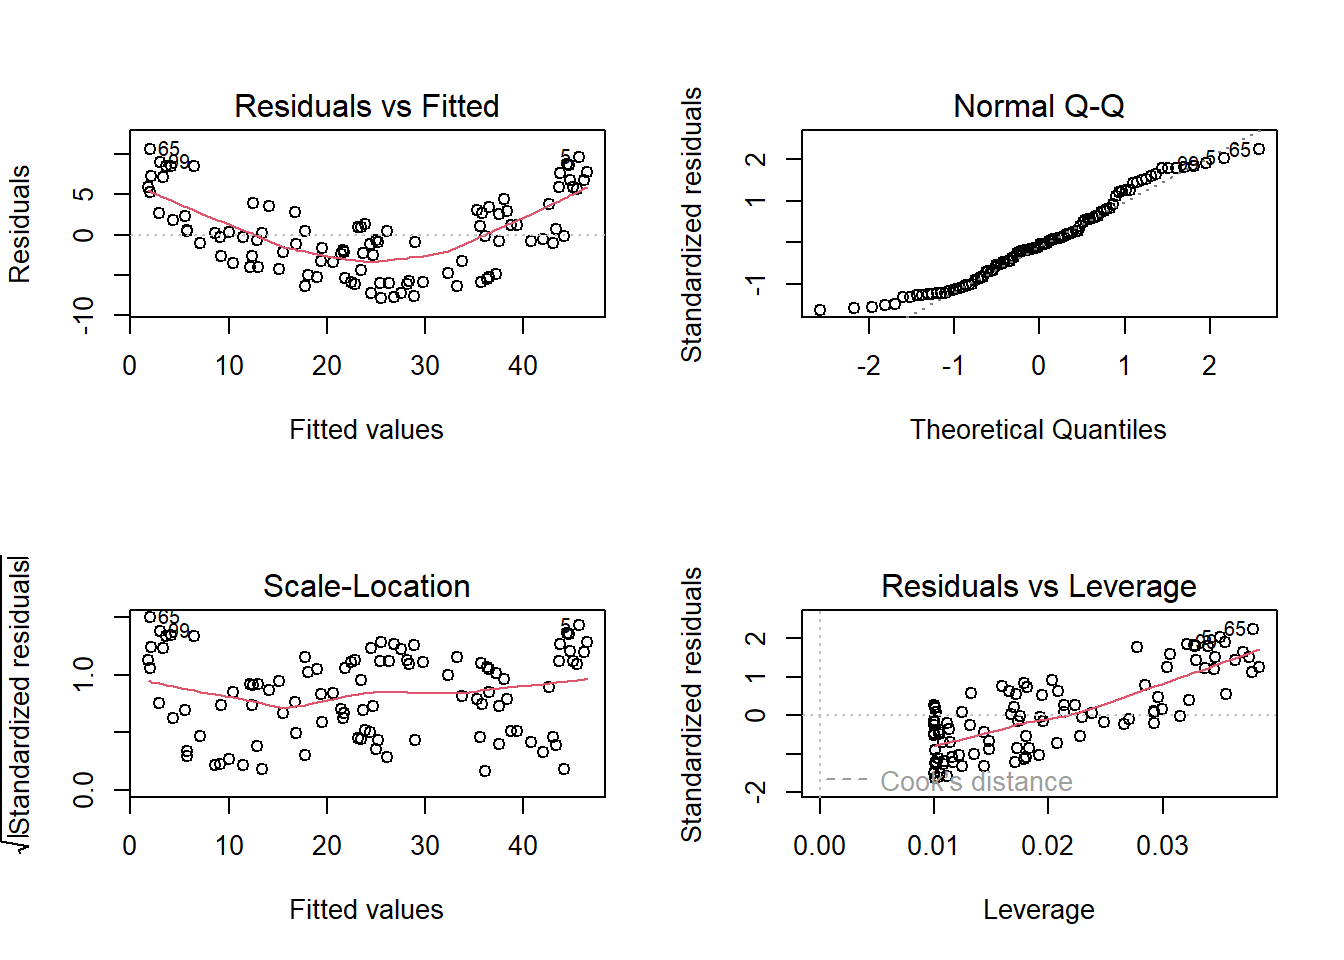 Residuals vs Fitted
Residuals
-10 0 5
65
99
5
0 10 20 30 40
Fitted values
Normal Q-Q
Standardized residuals
-1 1 2
99 5 65
-2 -1 0 1 2
Theoretical Quantiles
Scale-Location
√|Standardized residuals|
0.0 1.0
65
99
5
0 10 20 30 40
Fitted values
Residuals vs Leverage
Standardized residuals
-2 0 1 2
5 65
Cook's distance
0.00 0.01 0.02 0.03
Leverage